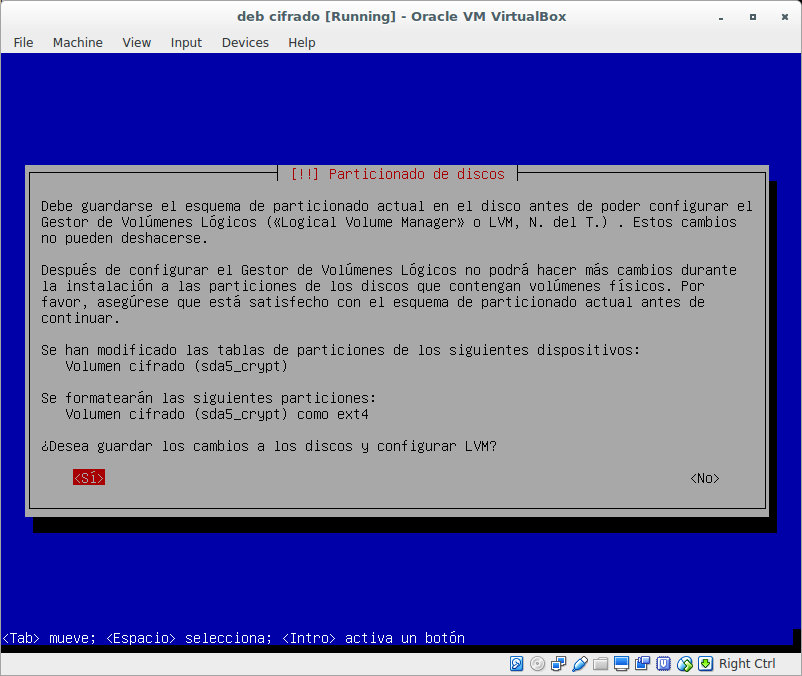 deb cifrado [Running] - Oracle VM VirtualBox
File Machine View Input Devices Help
[!!] Particionado de discos
Debe guardarse el esquema de particionado actual en el disco antes de poder configurar el
Gestor de Volúmenes Lógicos («Logical Volume Manager» o LVM, N. del T.) . Estos cambios
no pueden deshacerse.
Después de configurar el Gestor de Volúmenes Lógicos no podrá hacer más cambios durante
la instalación a las particiones de los discos que contengan volúmenes físicos. Por
favor, asegúrese que está satisfecho con el esquema de particionado actual antes de
continuar.
Se han modificado las tablas de particiones de los siguientes dispositivos:
Volumen cifrado (sda5_crypt)
Se formatearán las siguientes particiones:
Volumen cifrado (sda5_crypt) como ext4
¿Desea guardar los cambios a los discos y configurar LVM?
<Sí> <No>
<Tab> mueve; <Espacio> selecciona; <Intro> activa un botón
Right Ctrl